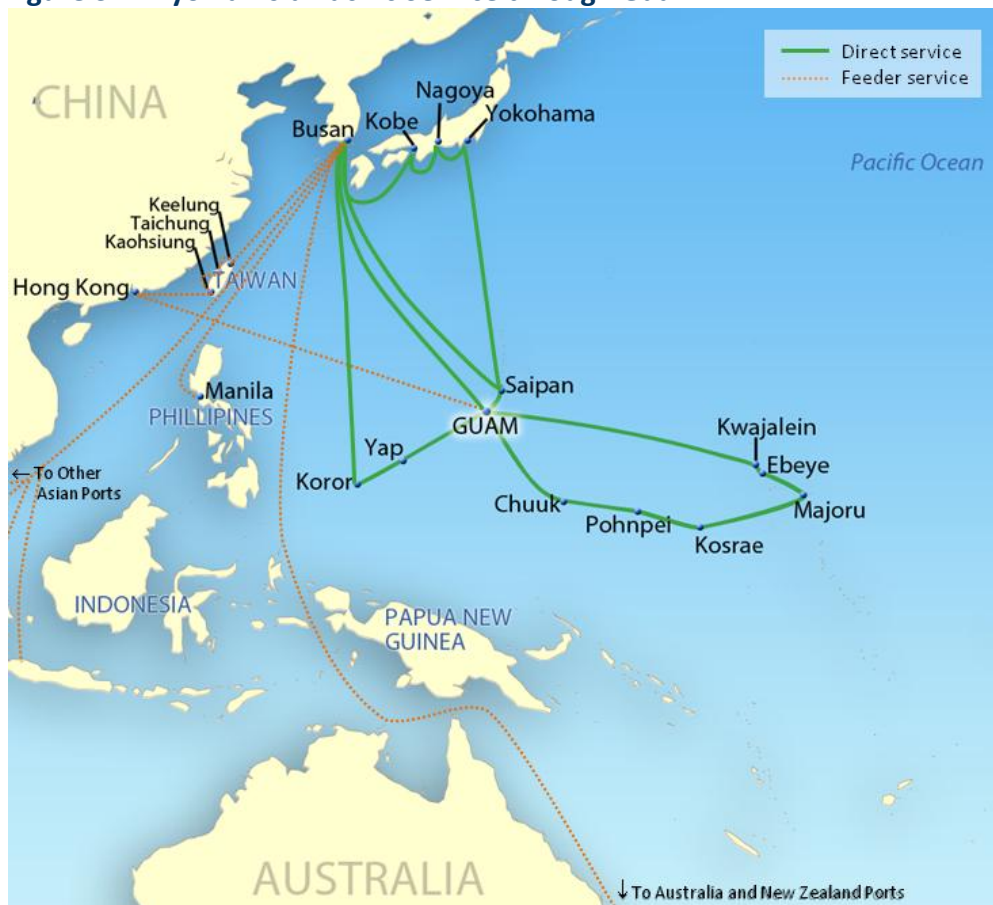 Direct service
Feeder service
CHINA
Nagoya
Kobe
Yokohama
Busan
Pacific Ocean
Keelung
Taichung
Kaohsiung
TAIWAN
Hong Kong
Manila
PHILLIPINES
Saipan
GUAM
Kwajalein
Yap
Ebeye
← To Other
Asian Ports
Koror
Chuuk
Majoru
Pohnpei
Kosrae
INDONESIA
PAPUA NEW
GUINEA
AUSTRALIA
↓ To Australia and New Zealand Ports